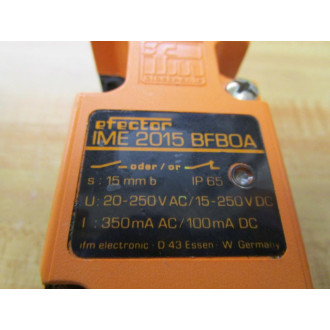 ifm
efector
IME 2015 BFBOA
oder/or
s: 15 mm b IP 65
U: 20-250 V AC/15-250 V DC
I : 350mA AC/100mA DC
ifm electronic · D 43 Essen · W. Germany